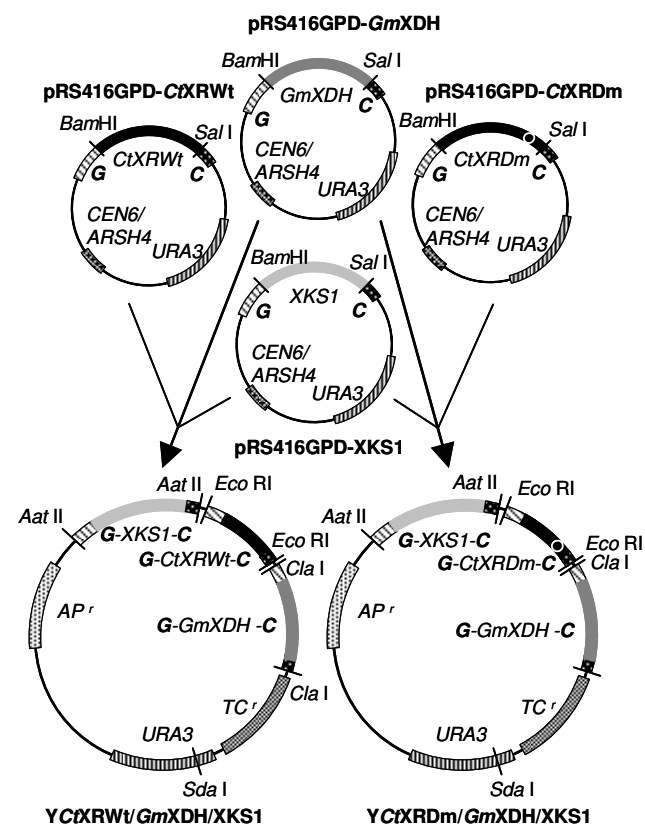 pRS416GPD-GmXDH
BamHI
Sal I
GmXDH
G
C
CEN6/
ARSH4
URA3
pRS416GPD-CtXRWt
BamHI
Sal I
CtXRWt
G
C
CEN6/
ARSH4
URA3
pRS416GPD-CtXRDm
BamHI
Sal I
CtXRDm
G
C
CEN6/
ARSH4
URA3
BamHI
Sal I
XKS1
G
C
CEN6/
ARSH4
URA3
pRS416GPD-XKS1
Aat II
Aat II
Eco RI
G-XKS1-C
Eco RI
G-CtXRWt-C
Cla I
AP r
G-GmXDH -C
Cla I
TC r
URA3
Sda I
YCtXRWt/GmXDH/XKS1
Aat II
Aat II
Eco RI
G-XKS1-C
Eco RI
G-CtXRDm-C
Cla I
AP r
G-GmXDH -C
TC r
URA3
Sda I
YCtXRDm/GmXDH/XKS1